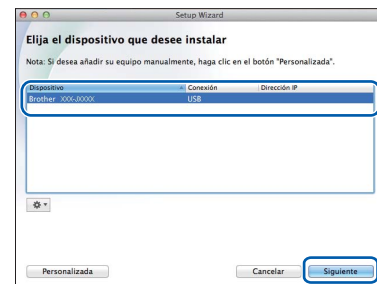 Setup Wizard
Elija el dispositivo que desee instalar
Nota: Si desea añadir su equipo manualmente, haga clic en el botón "Personalizada".
Dispositivo Conexión Dirección IP
Brother XXX-JXXXX USB
Personalizada Cancelar Siguiente